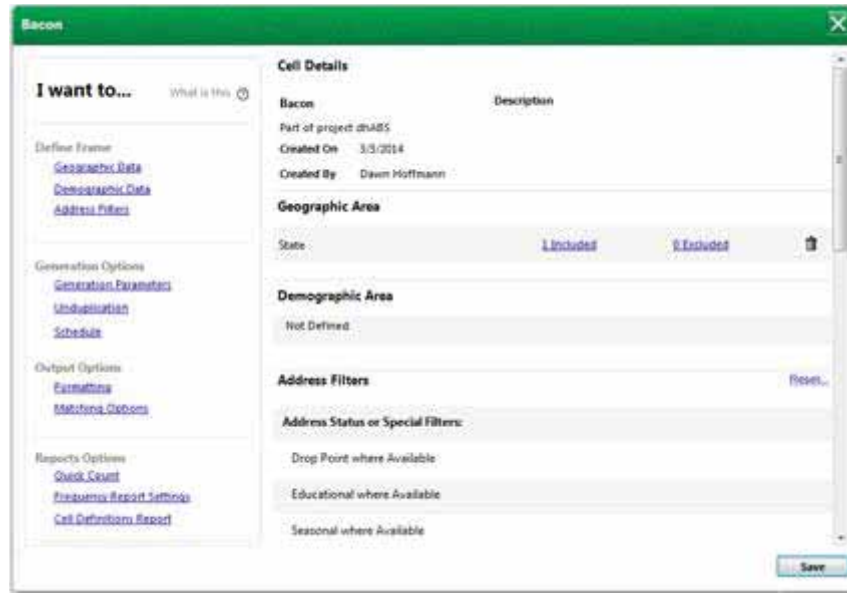 Bacon
I want to... What is this
Define Frame
Geographic Data
Demographic Data
Address Filters
Generation Options
Generation Parameters
Unduplication
Schedule
Output Options
Formatting
Matching Options
Reports Options
Quick Count
Frequency Report Settings
Cell Definitions Report
Cell Details
Bacon Description
Part of project dhABS
Created On 3/5/2014
Created By Dawn Hoffmann
Geographic Area
State 1 Included 0 Excluded
Demographic Area
Not Defined
Address Filters Reset...
Address Status or Special Filters:
Drop Point where Available
Educational where Available
Seasonal where Available
Save